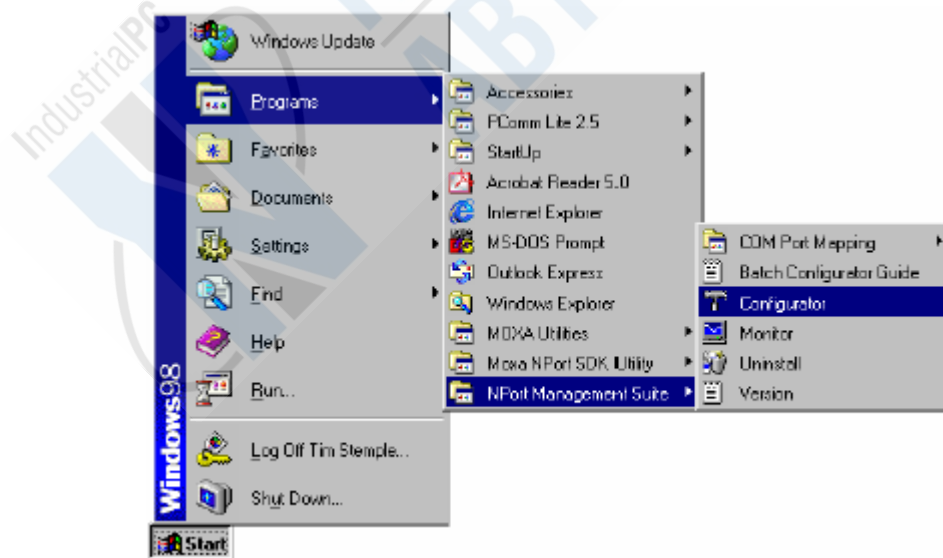 Windows Update
Programs
Favorites
Documents
Settings
Find
Help
Run...
Log Off Tim Stemple...
Shut Down...
Windows98
Start
Accessories
PComm Lite 2.5
StartUp
Acrobat Reader 5.0
Internet Explorer
MS-DOS Prompt
Outlook Express
Windows Explorer
MOXA Utilities
Moxa NPort SDK Utility
NPort Management Suite
COM Port Mapping
Batch Configurator Guide
Configurator
Monitor
Uninstall
Version
IndustrialPC
ABT